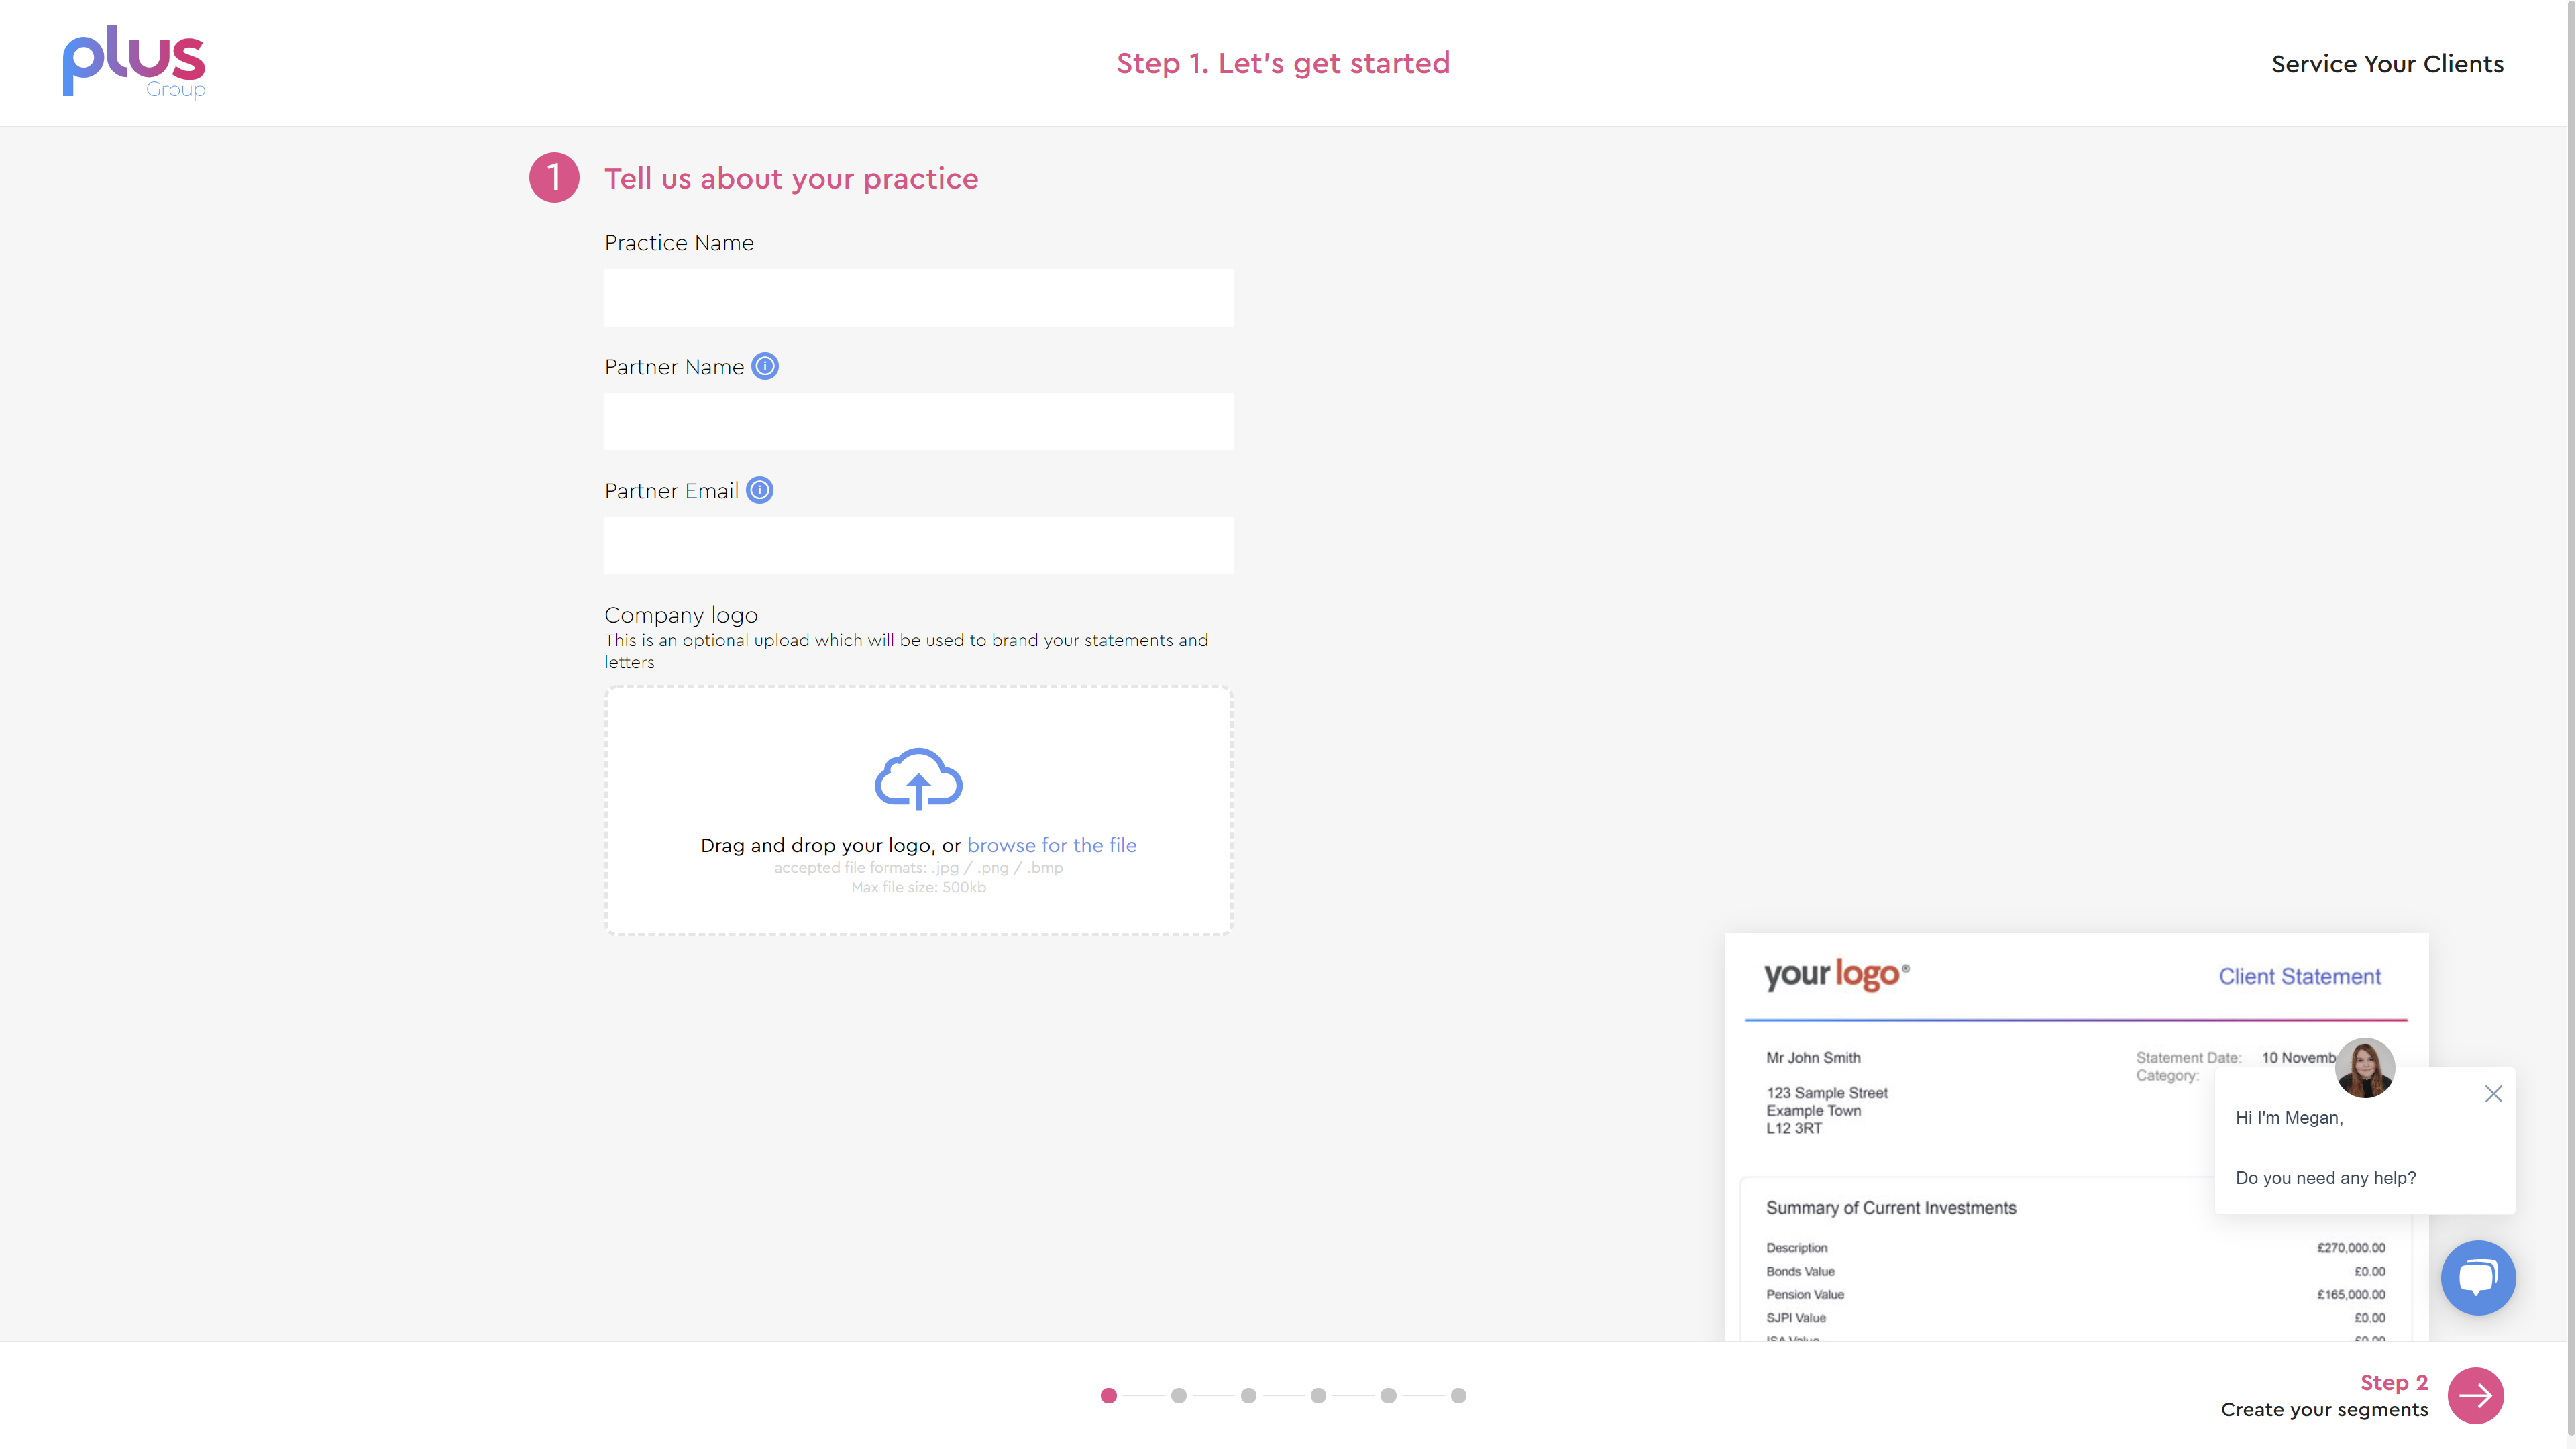 plus
Group
Step 1. Let's get started
Service Your Clients
1
Tell us about your practice
Practice Name
Partner Name
Partner Email
Company logo
This is an optional upload which will be used to brand your statements and
letters
Drag and drop your logo, or browse for the file
accepted file formats: .jpg / .png / .bmp
Max file size: 500kb
yourlogo®
Client Statement
Mr John Smith
Statement Date: 10 Novemb
Category:
123 Sample Street
Example Town
L12 3RT
Hi I'm Megan,
Do you need any help?
Summary of Current Investments
Description £270,000.00
Bonds Value £0.00
Pension Value £165,000.00
SJPI Value £0.00
ISA Value £0.00
Step 2
Create your segments